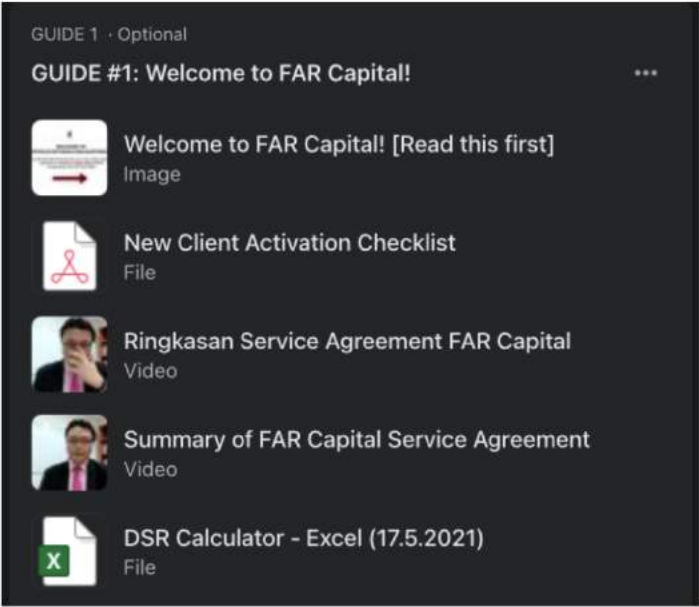 GUIDE 1 · Optional
GUIDE #1: Welcome to FAR Capital!
Welcome to FAR Capital! [Read this first]
Image
New Client Activation Checklist
File
Ringkasan Service Agreement FAR Capital
Video
Summary of FAR Capital Service Agreement
Video
DSR Calculator - Excel (17.5.2021)
X
File